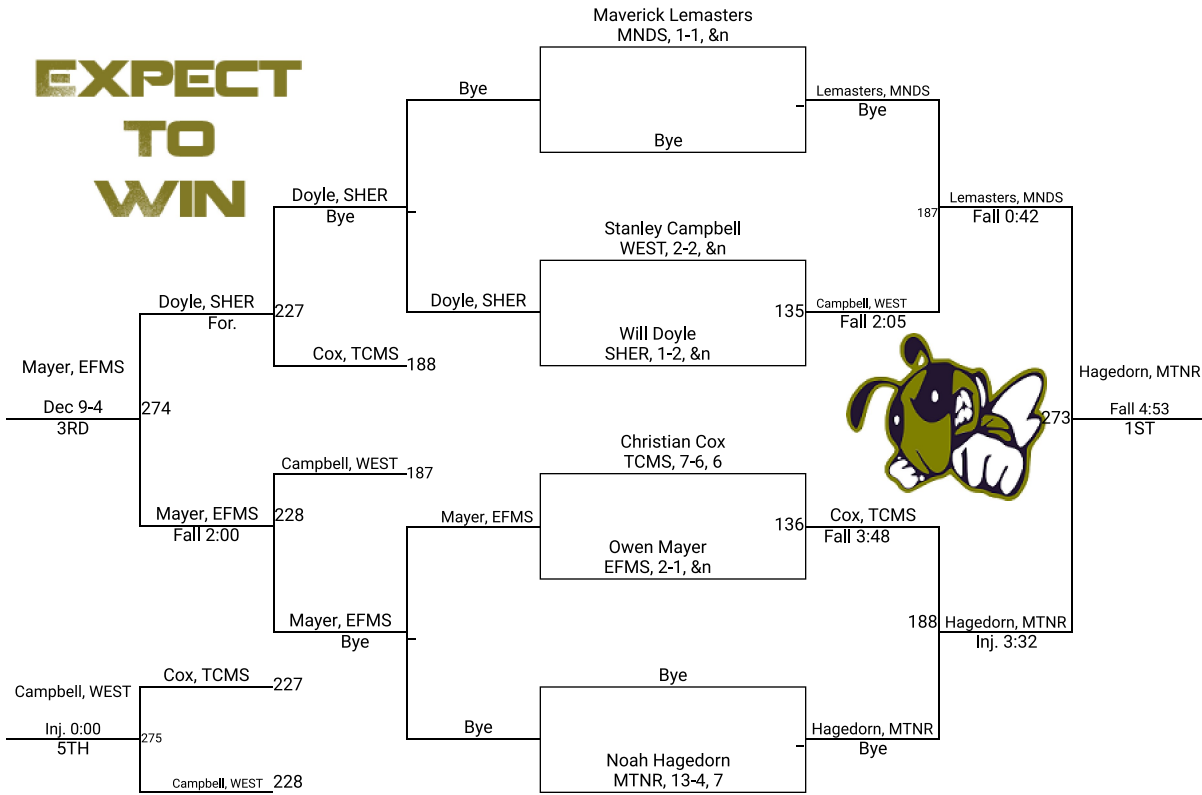 Maverick Lemasters
MNDS, 1-1, &n
EXPECT
TO
WIN
Bye
Lemasters, MNDS
Bye
Bye
Doyle, SHER
Bye
187
Lemasters, MNDS
Fall 0:42
Stanley Campbell
WEST, 2-2, &n
Doyle, SHER
For.
227
Doyle, SHER
135
Campbell, WEST
Fall 2:05
Will Doyle
SHER, 1-2, &n
Cox, TCMS
188
Mayer, EFMS
Dec 9-4
3RD
274
Hagedorn, MTNR
273
Fall 4:53
1ST
Christian Cox
TCMS, 7-6, 6
Campbell, WEST
187
Mayer, EFMS
Fall 2:00
228
Mayer, EFMS
136
Cox, TCMS
Fall 3:48
Owen Mayer
EFMS, 2-1, &n
Mayer, EFMS
Bye
188
Hagedorn, MTNR
Inj. 3:32
Cox, TCMS
227
Bye
Campbell, WEST
Inj. 0:00
5TH
275
Bye
Hagedorn, MTNR
Bye
Noah Hagedorn
MTNR, 13-4, 7
Campbell, WEST
228